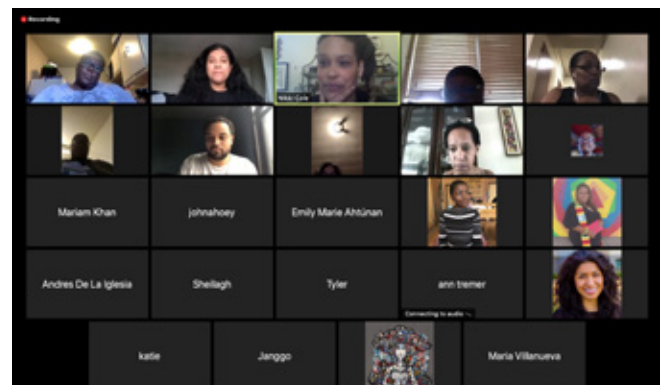 Recording
Nikki Cole
Mariam Khan
johnahoey
Emily Marie Ahtúnan
Andres De La Iglesia
Sheilagh
Tyler
ann tremer
Connecting to audio
katie
Janggo
Maria Villanueva